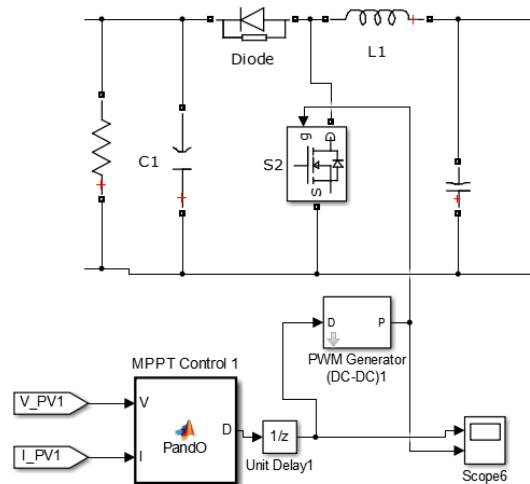 Diode
L1
C1
S2
g
D
S
D
P
PWM Generator
(DC-DC)1
MPPT Control 1
V_PV1
V
D
PandO
I_PV1
I
1/z
Unit Delay1
Scope6